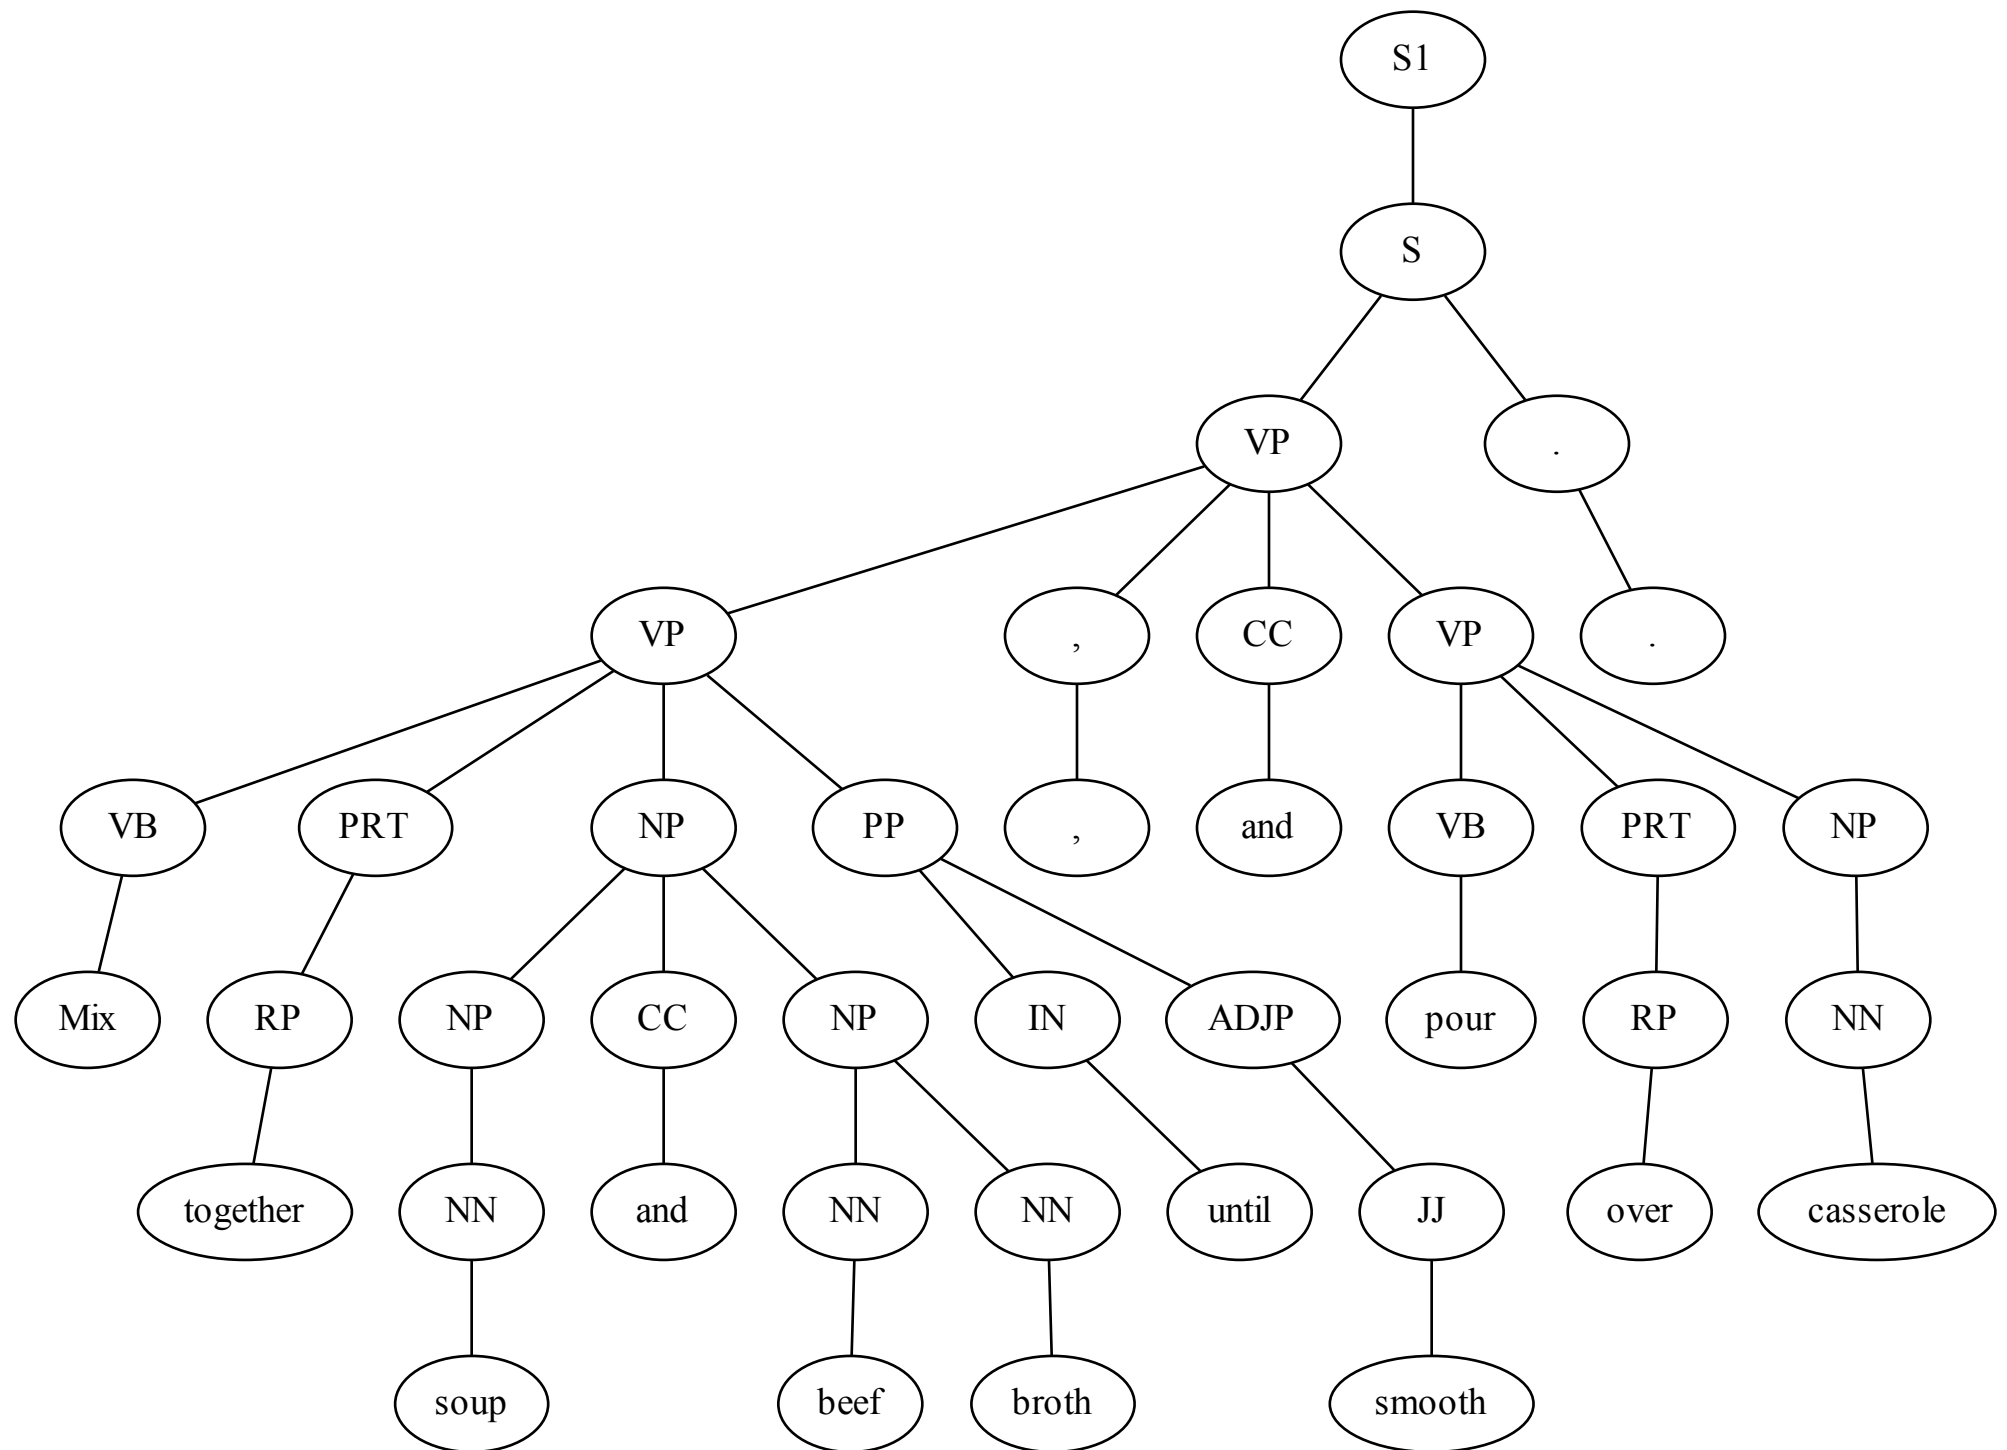 S1
S
VP .
VP , CC VP .
VB PRT NP PP , and VB PRT NP
Mix RP NP CC NP IN ADJP pour RP NN
together NN and NN NN until JJ over casserole
soup beef broth smooth